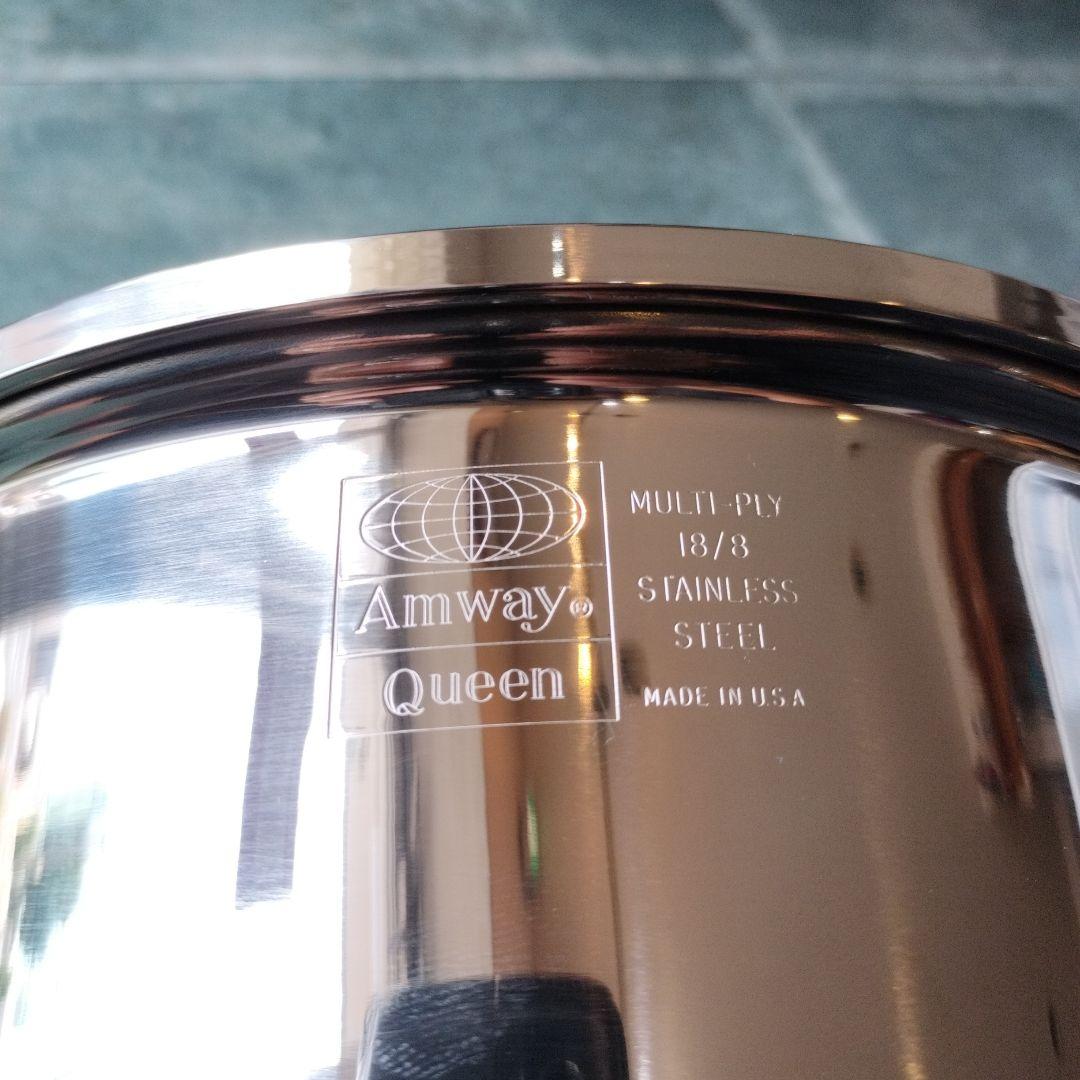 Amway®
Queen
MULTI-PLY
18/8
STAINLESS
STEEL
MADE IN U.S.A